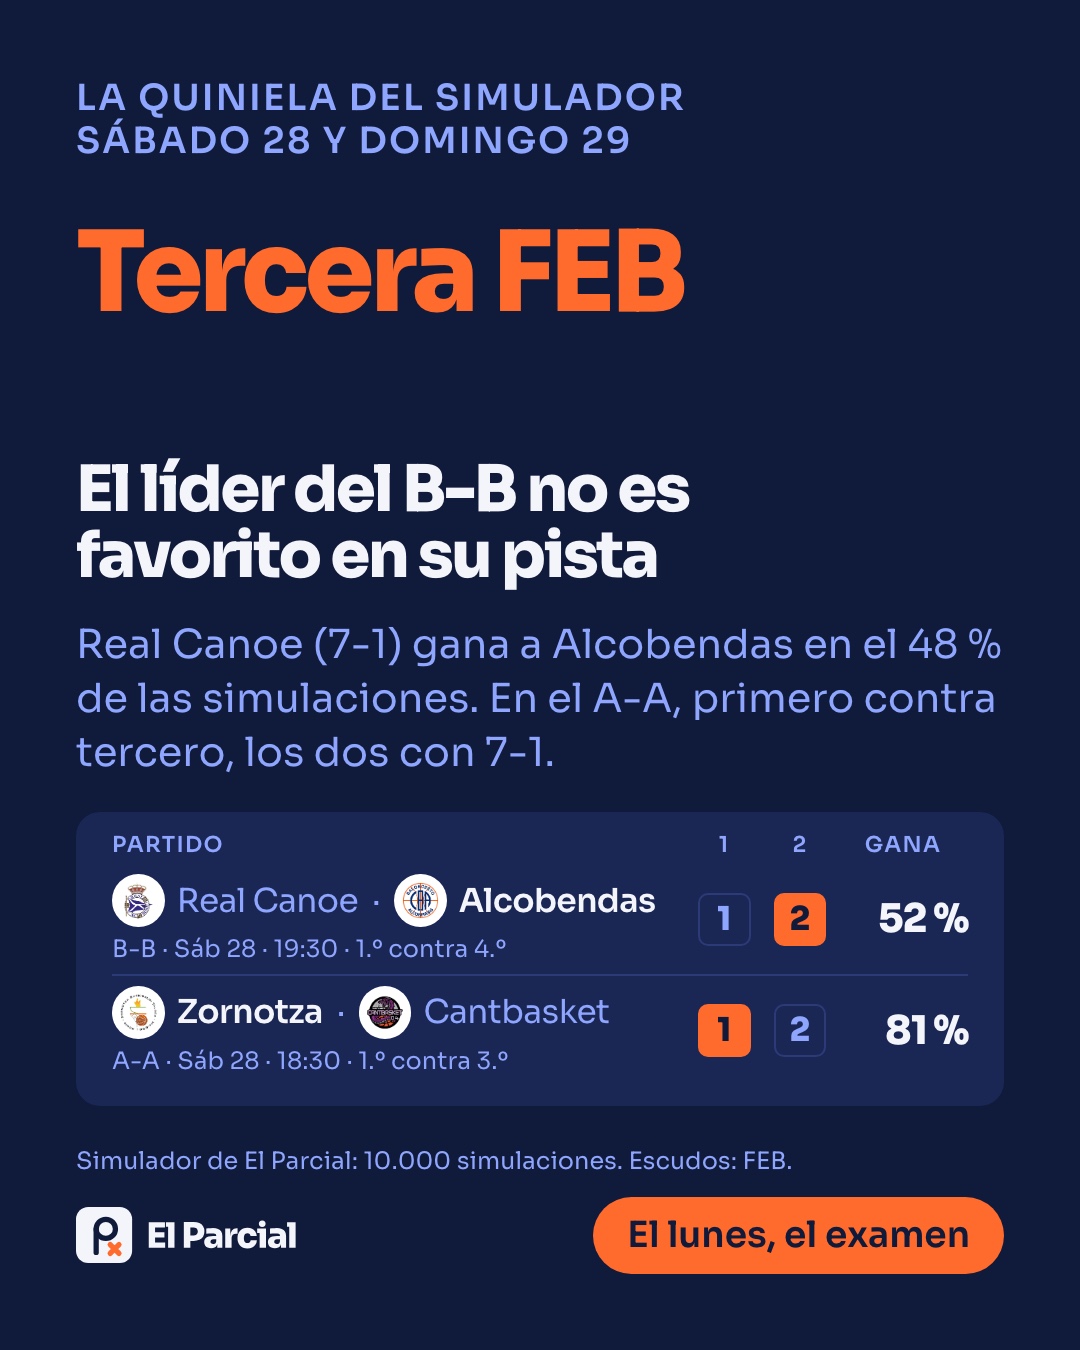 LA QUINIELA DEL SIMULADOR
SÁBADO 28 Y DOMINGO 29
Tercera FEB
El líder del B-B no es
favorito en su pista
Real Canoe (7-1) gana a Alcobendas en el 48 %
de las simulaciones. En el A-A, primero contra
tercero, los dos con 7-1.
PARTIDO 1 2 GANA
Real Canoe · Alcobendas 1 2 52 %
B-B · Sáb 28 · 19:30 · 1.º contra 4.º
Zornotza · Cantbasket 1 2 81 %
A-A · Sáb 28 · 18:30 · 1.º contra 3.º
Simulador de El Parcial: 10.000 simulaciones. Escudos: FEB.
El Parcial
El lunes, el examen